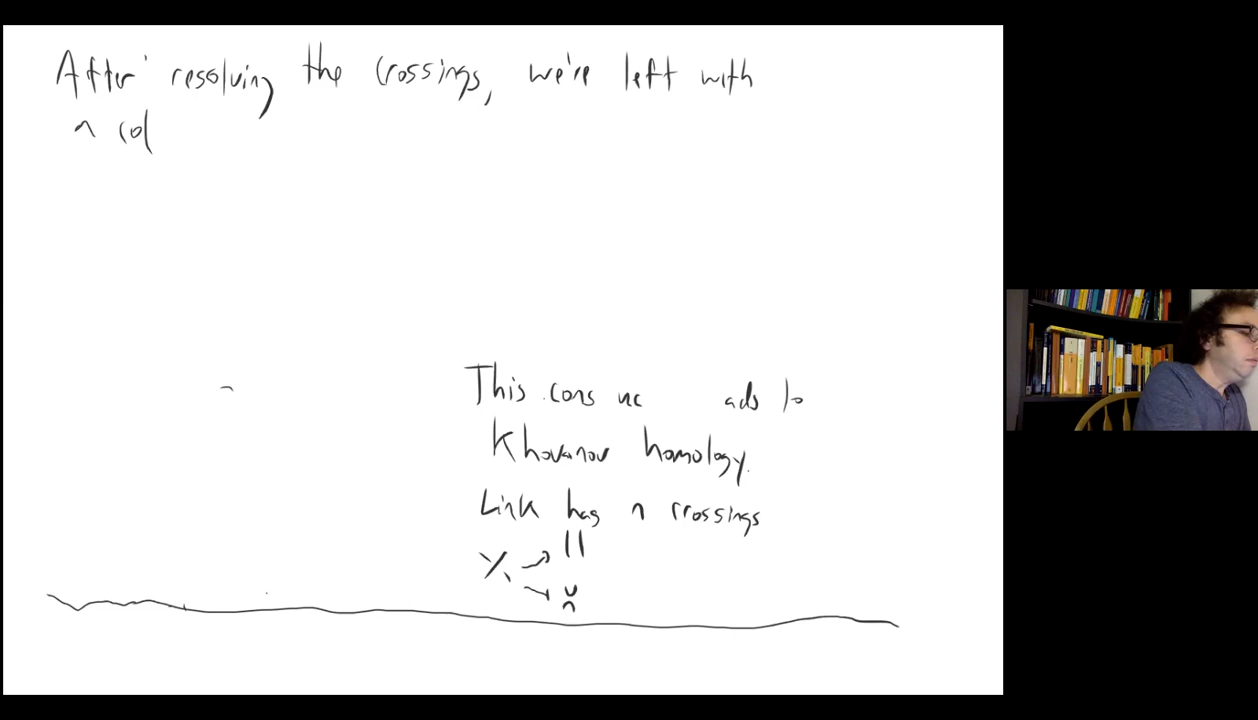 After resolving the crossings, we're left with
a col
This cons uc ads to
Khovanov homology.
Link has n crossings